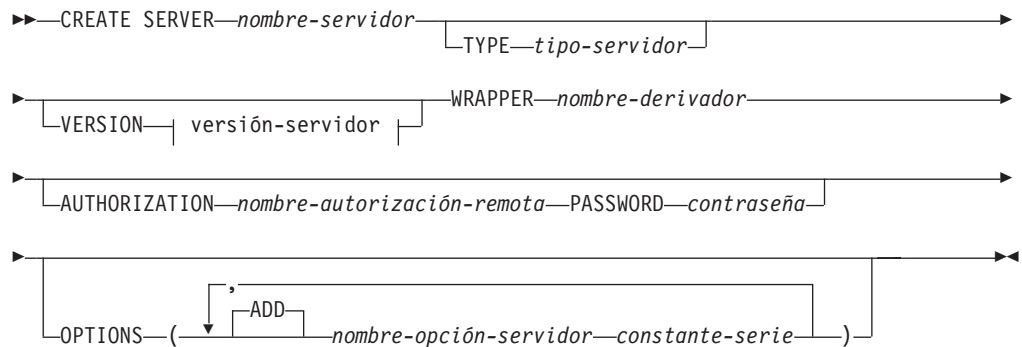 CREATE SERVER nombre-servidor
TYPE tipo-servidor
WRAPPER nombre-derivador
VERSION versión-servidor
AUTHORIZATION nombre-autorización-remota PASSWORD contraseña
,
ADD
OPTIONS ( nombre-opción-servidor constante-serie )